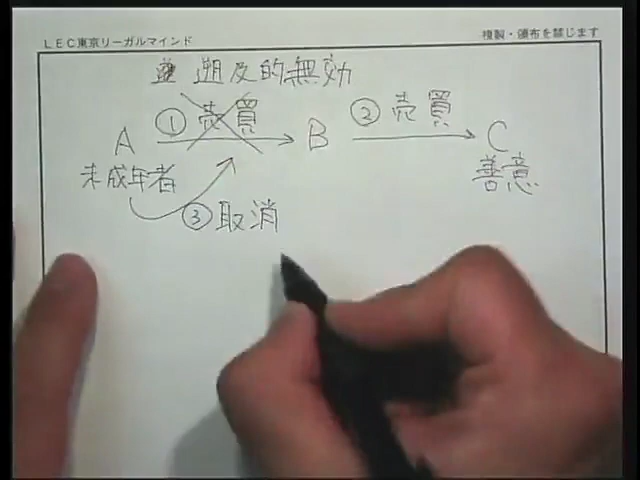 LEC東京リーガルマインド
複製・頒布を禁じます
遡及的無効
①売買
②売買
A
B
C
未成年者
善意
③取消